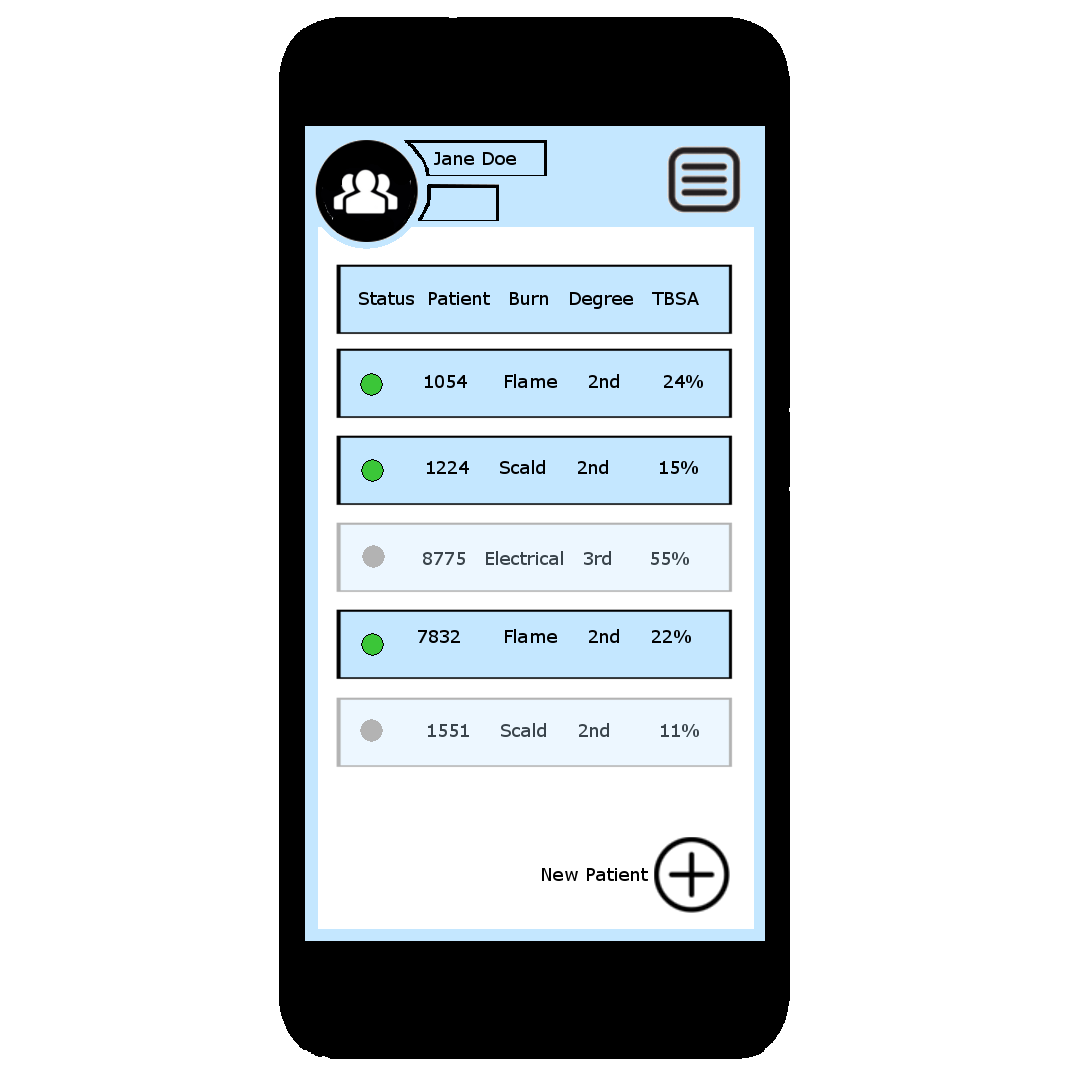 Jane Doe
Status Patient Burn Degree TBSA
1054 Flame 2nd 24%
1224 Scald 2nd 15%
8775 Electrical 3rd 55%
7832 Flame 2nd 22%
1551 Scald 2nd 11%
New Patient